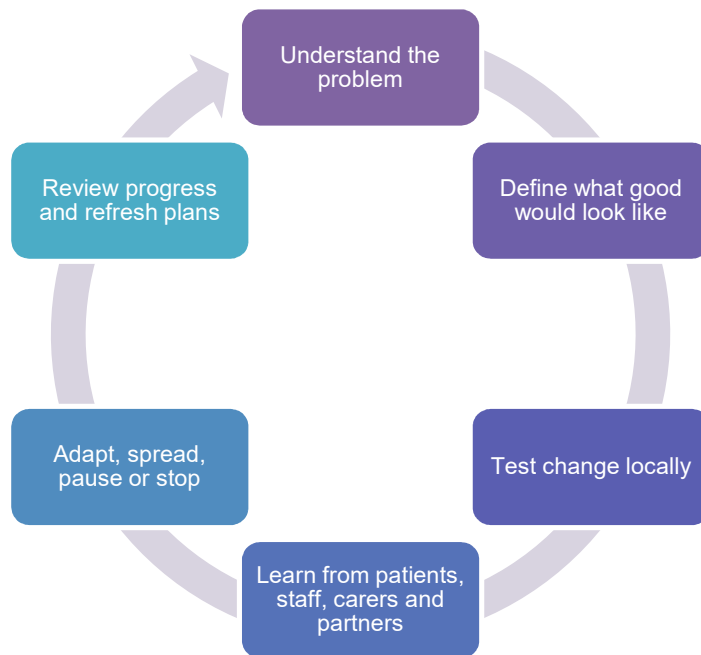 Understand the
problem
Define what good
would look like
Test change locally
Learn from patients,
staff, carers and
partners
Adapt, spread,
pause or stop
Review progress
and refresh plans